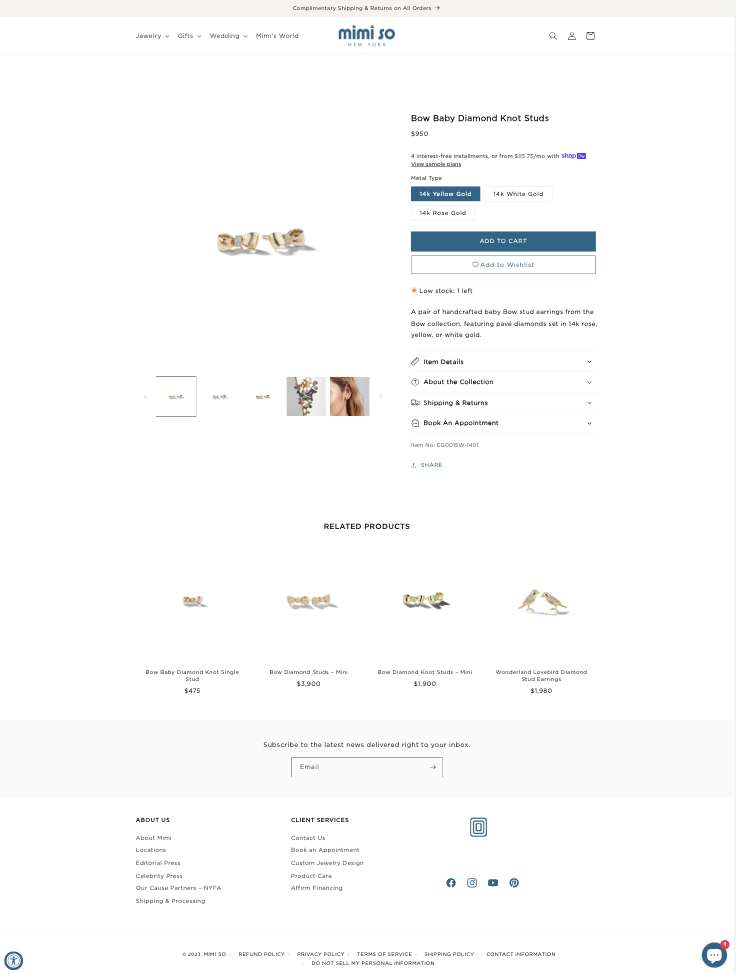 Complimentary Shipping & Returns on All Orders →
Jewelry
Gifts
Wedding
Mimi's World
mimi so
NEW YORK
Bow Baby Diamond Knot Studs
$950
4 interest-free installments, or from $85.75/mo with shop Pay
View sample plans
Metal Type
14k Yellow Gold
14k White Gold
14k Rose Gold
ADD TO CART
Add to Wishlist
Low stock: 1 left
A pair of handcrafted baby Bow stud earrings from the
Bow collection, featuring pavé diamonds set in 14k rose,
yellow, or white gold.
Item Details
About the Collection
Shipping & Returns
Book An Appointment
Item No: EG001SW-1401
SHARE
RELATED PRODUCTS
Bow Baby Diamond Knot Single
Stud
$475
Bow Diamond Studs – Mini
$3,900
Bow Diamond Knot Studs – Mini
$1,900
Wonderland Lovebird Diamond
Stud Earrings
$1,980
Subscribe to the latest news delivered right to your inbox.
Email
ABOUT US
About Mimi
Locations
Editorial Press
Celebrity Press
Our Cause Partners – NYFA
Shipping & Processing
CLIENT SERVICES
Contact Us
Book an Appointment
Custom Jewelry Design
Product Care
Affirm Financing
© 2023, MIMI SO · REFUND POLICY · PRIVACY POLICY · TERMS OF SERVICE · SHIPPING POLICY · CONTACT INFORMATION
· DO NOT SELL MY PERSONAL INFORMATION